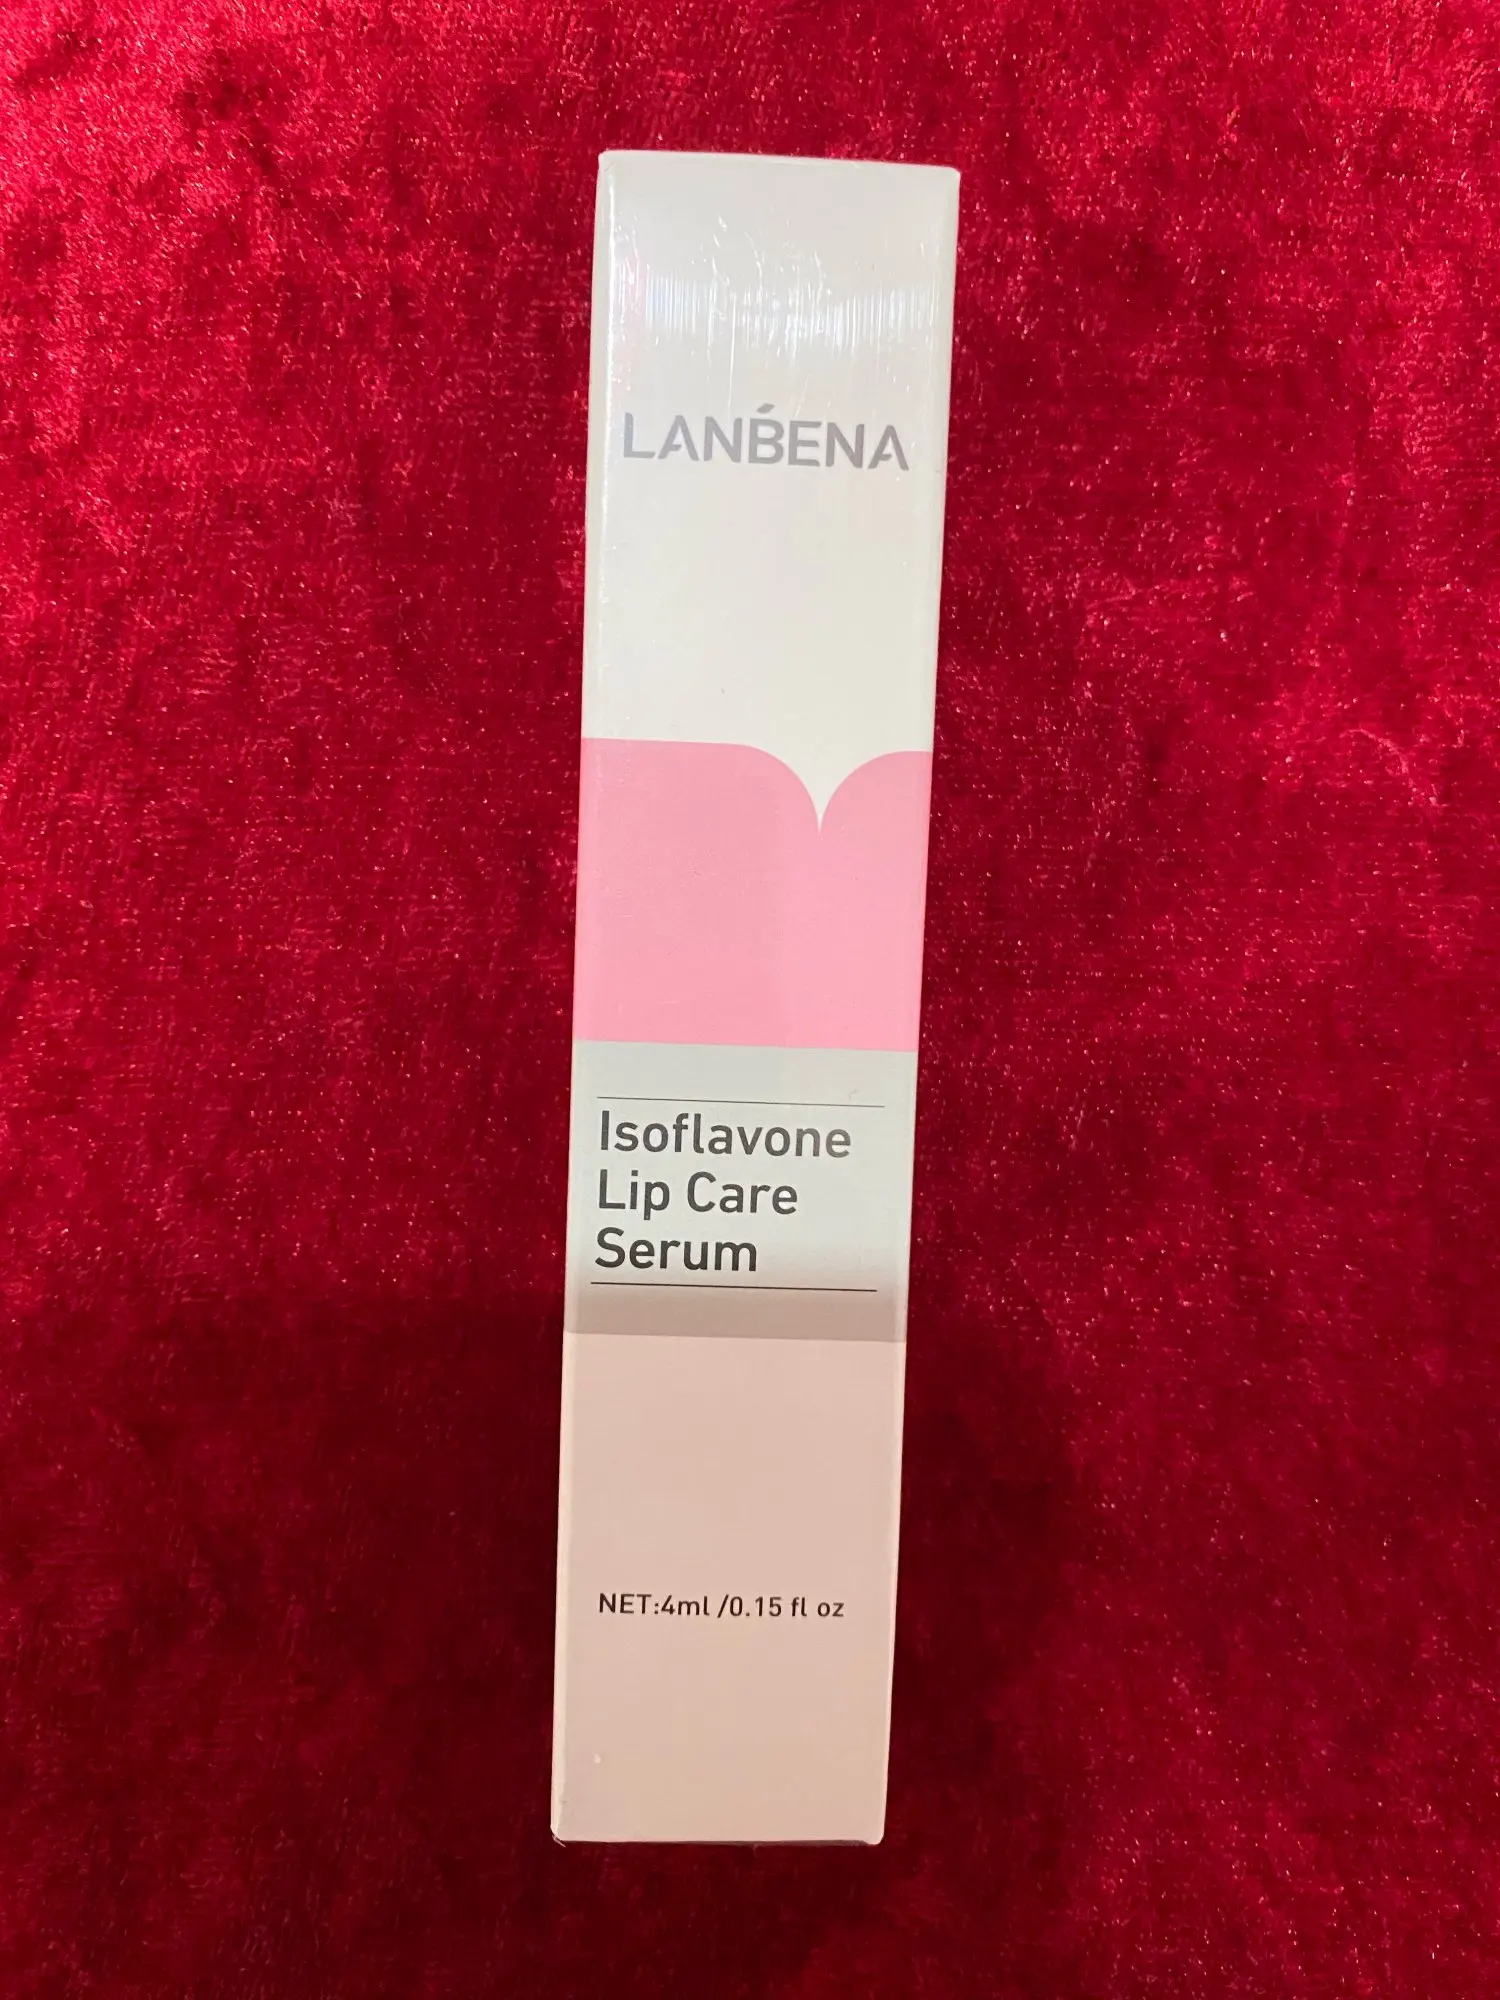 LANBENA
Isoflavone
Lip Care
Serum
NET:4ml /0.15 fl oz